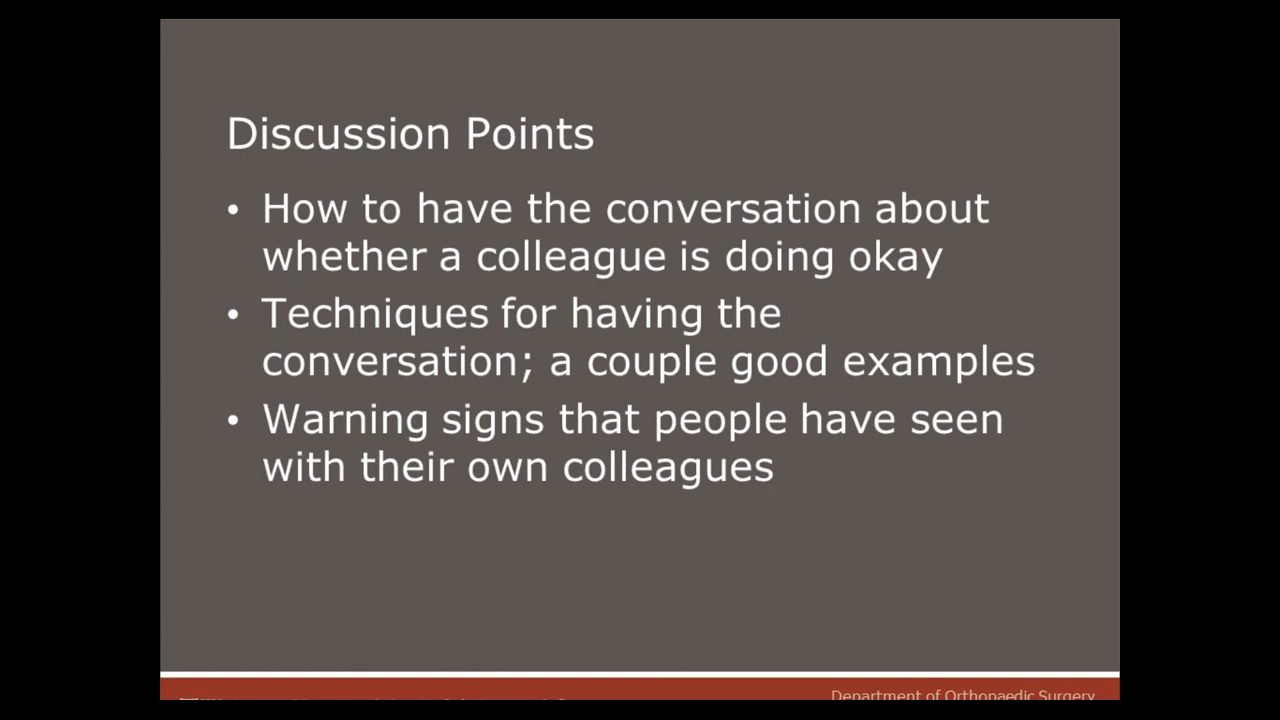 Discussion Points
• How to have the conversation about
whether a colleague is doing okay
• Techniques for having the
conversation; a couple good examples
• Warning signs that people have seen
with their own colleagues
Department of Orthopaedic Surgery